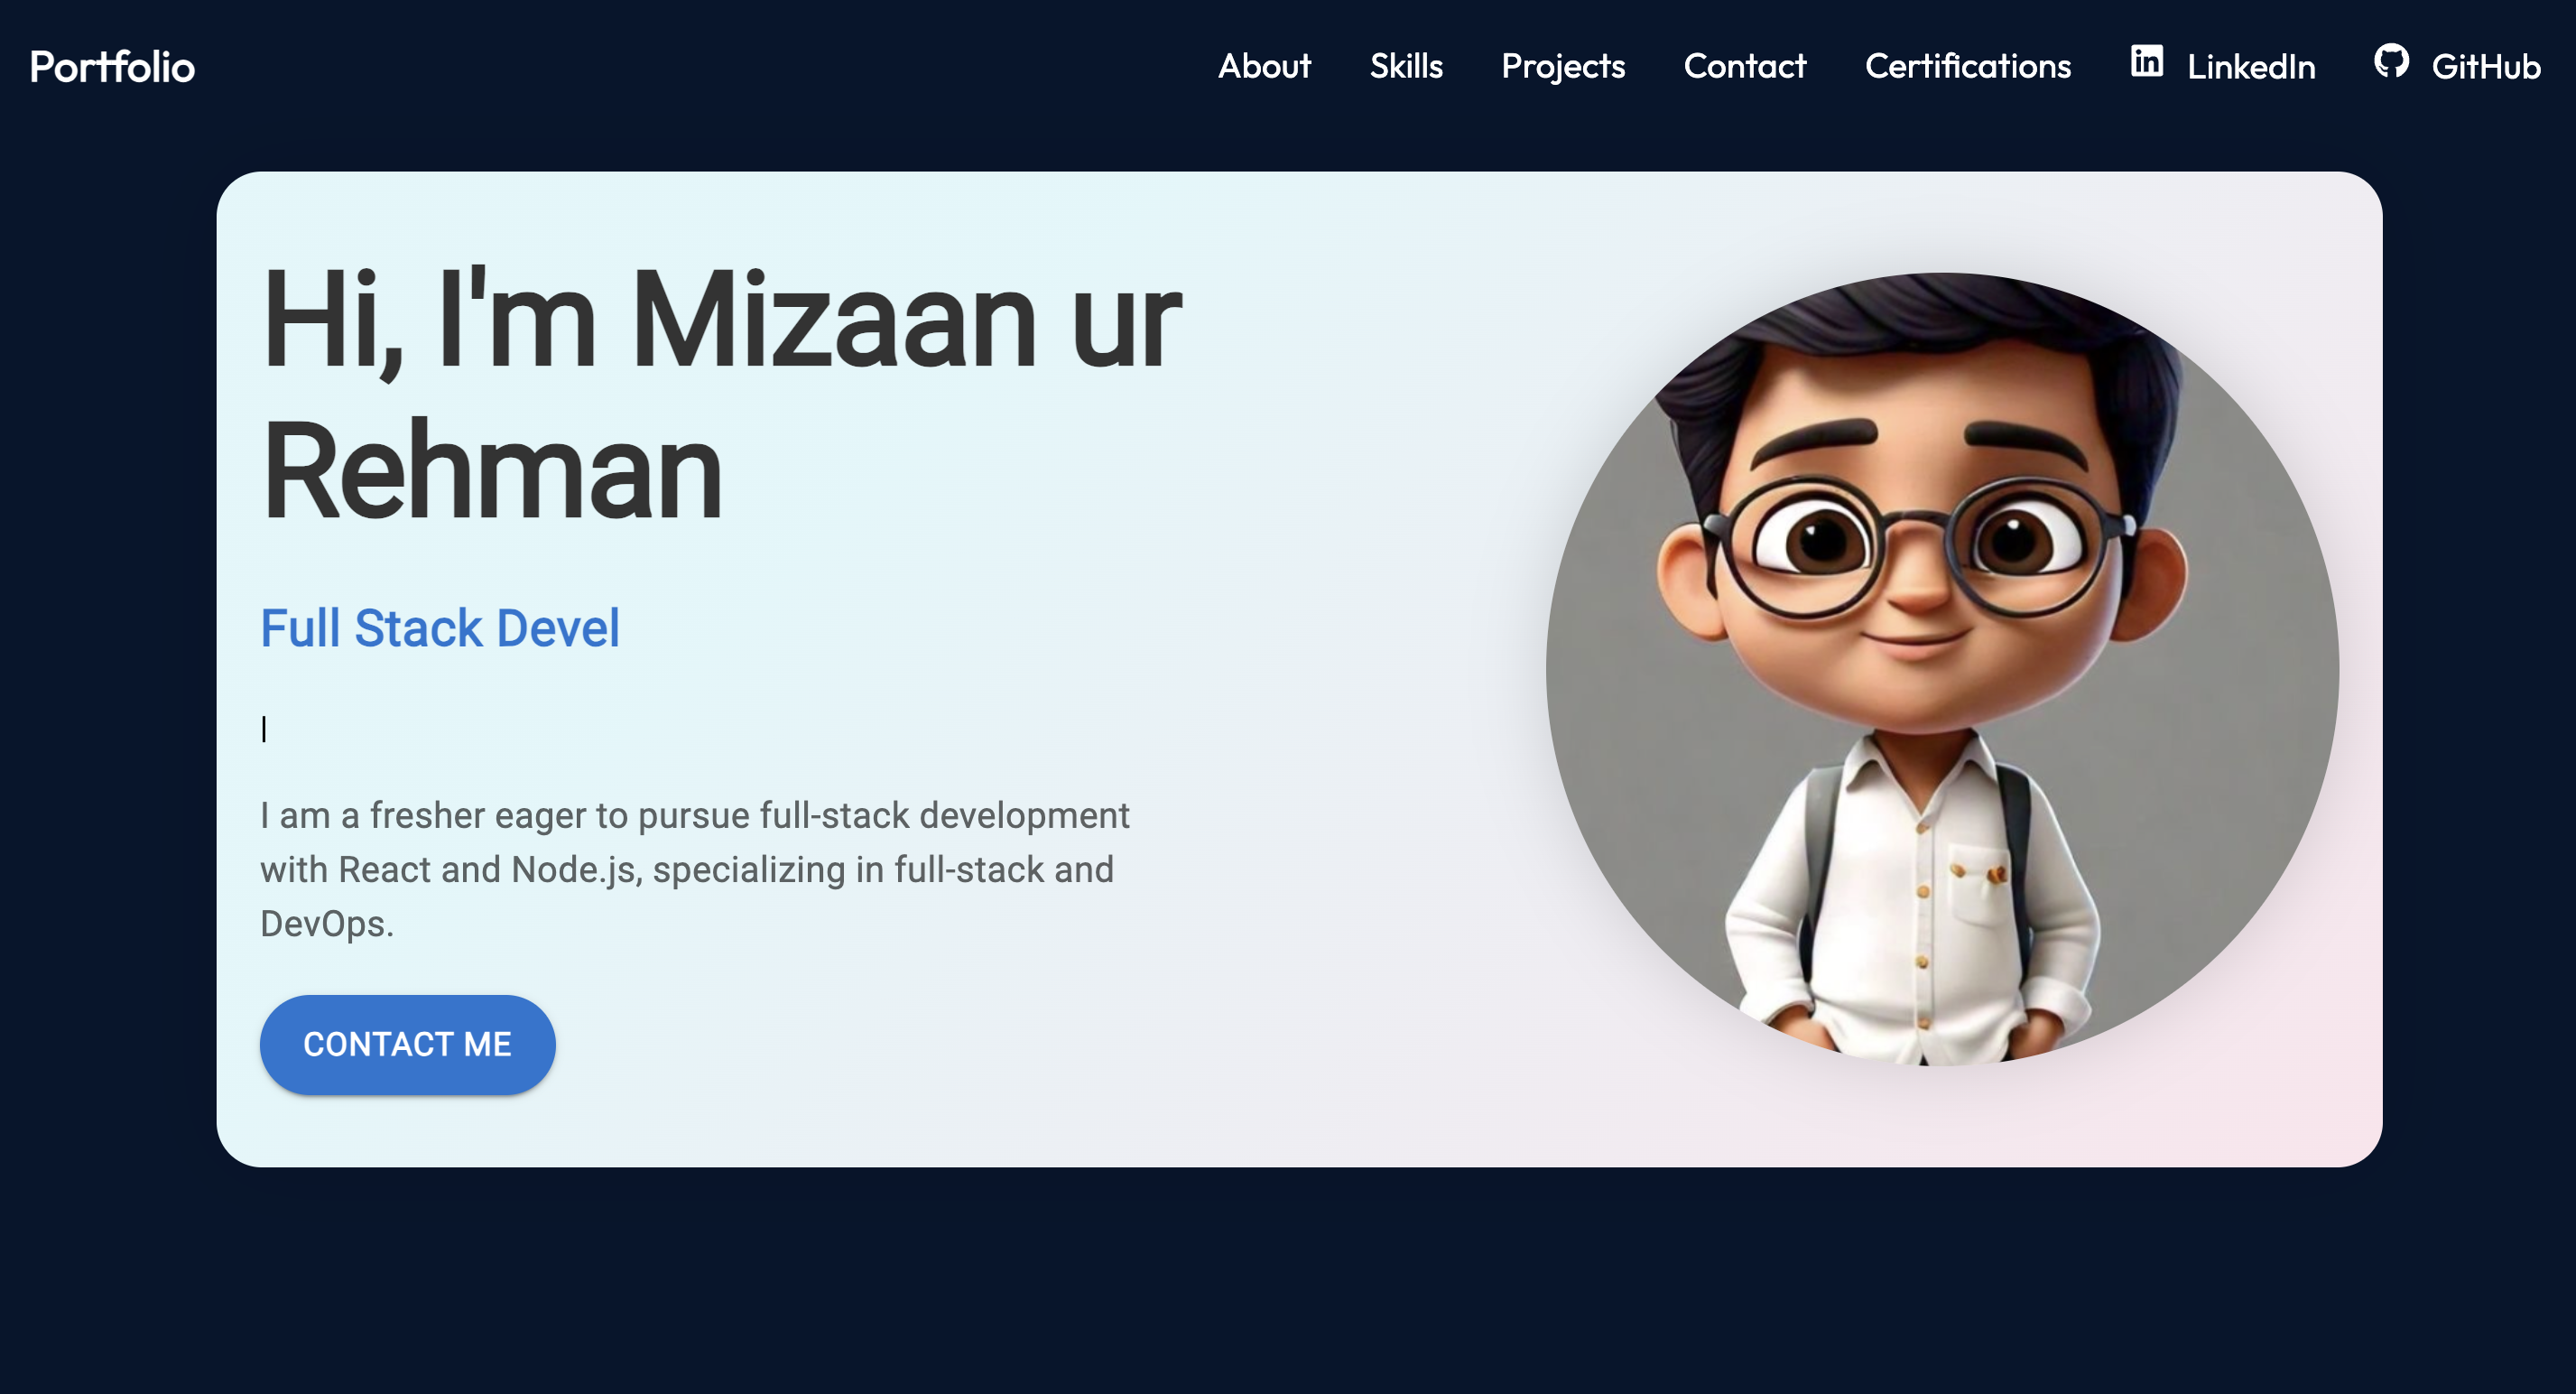 Portfolio
About Skills Projects Contact Certifications LinkedIn GitHub
Hi, I'm Mizaan ur
Rehman
Full Stack Devel
|
I am a fresher eager to pursue full-stack development
with React and Node.js, specializing in full-stack and
DevOps.
CONTACT ME